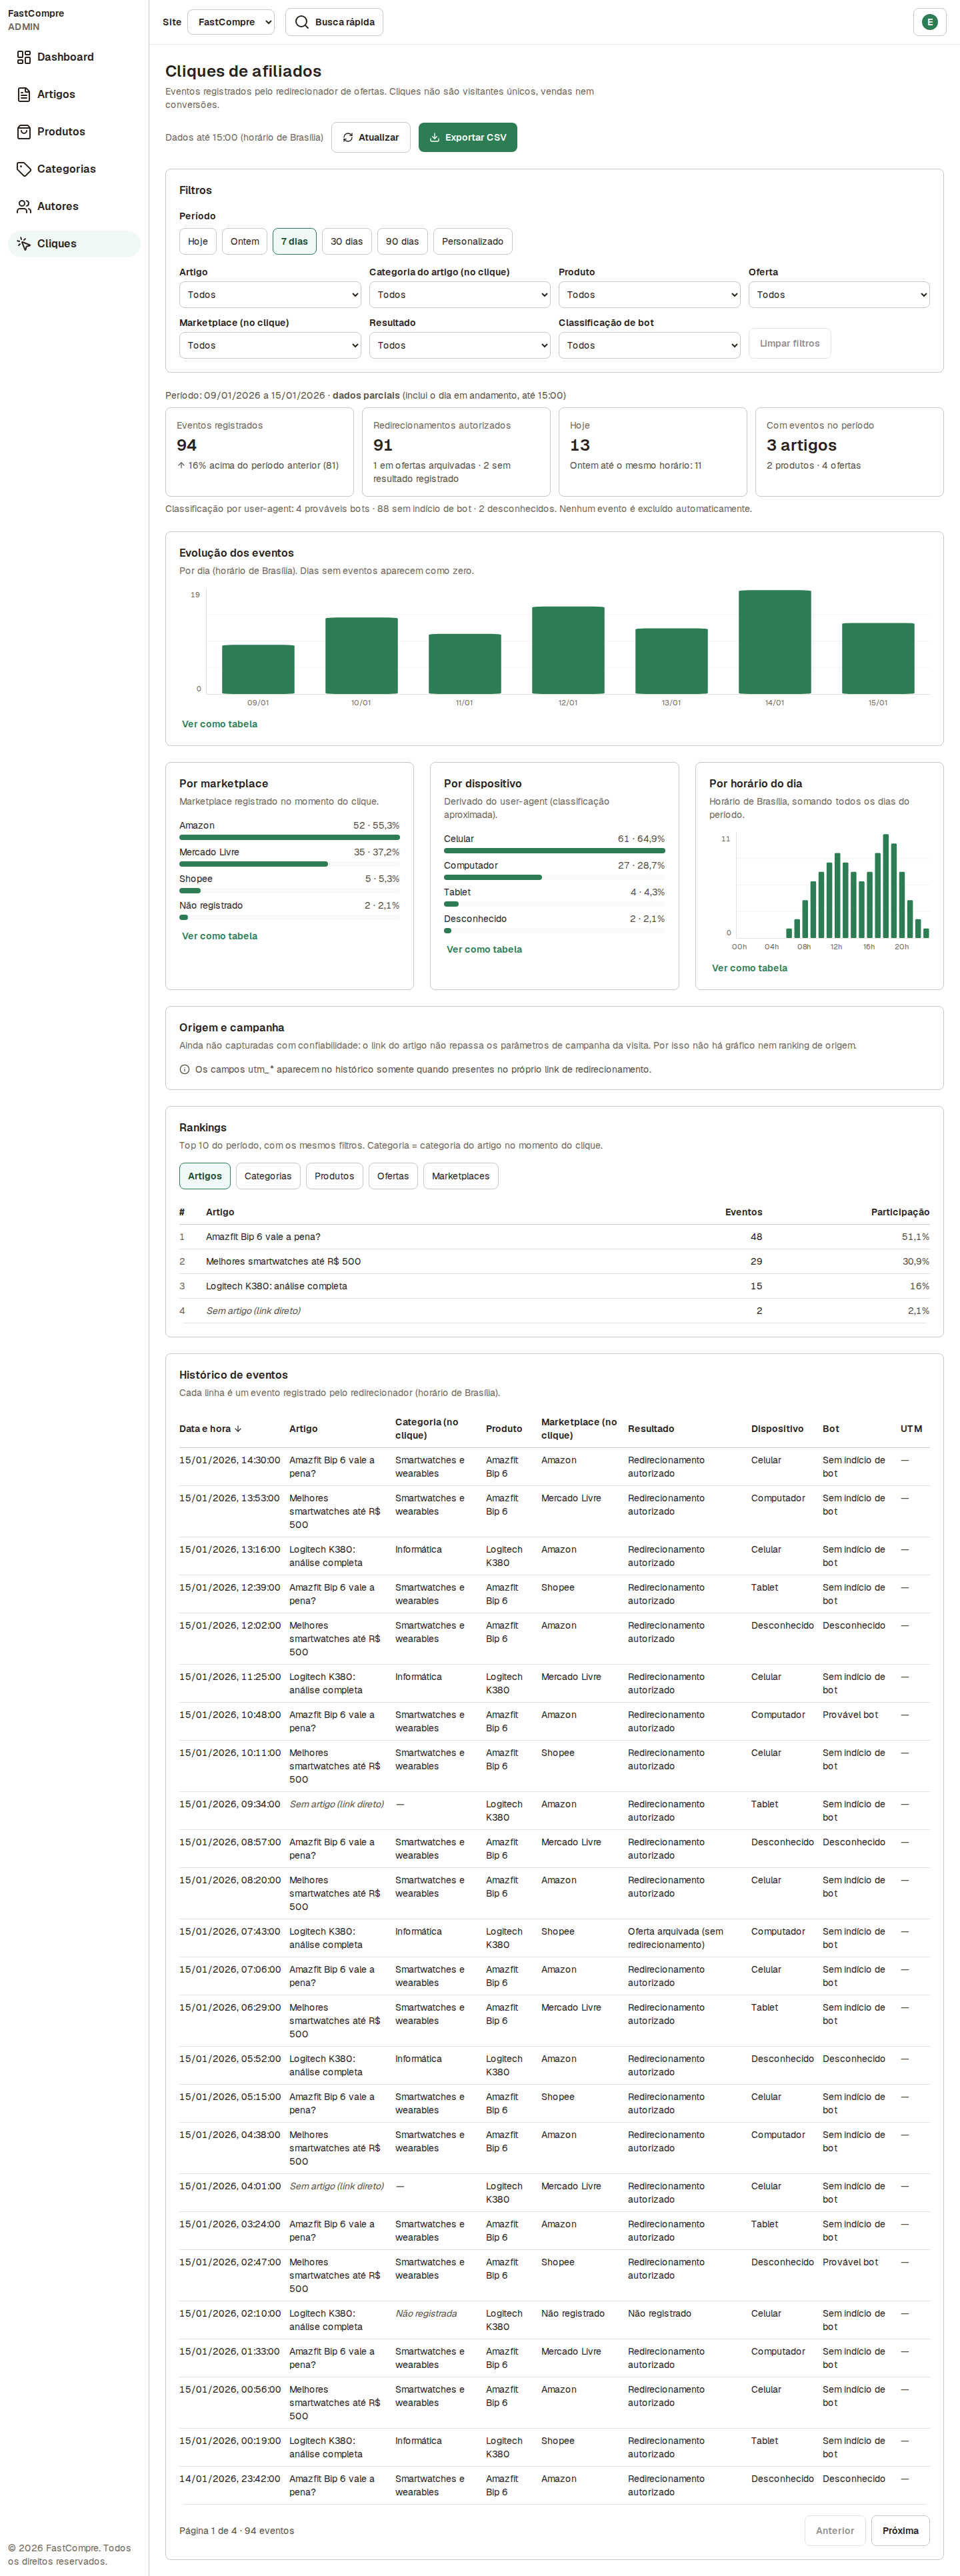 FastCompre
ADMIN
Dashboard
Artigos
Produtos
Categorias
Autores
Cliques
© 2026 FastCompre. Todos
os direitos reservados.
Site FastCompre Busca rápida E
Cliques de afiliados
Eventos registrados pelo redirecionador de ofertas. Cliques não são visitantes únicos, vendas nem
conversões.
Dados até 15:00 (horário de Brasília) Atualizar Exportar CSV
Filtros
Período
Hoje Ontem 7 dias 30 dias 90 dias Personalizado
Artigo Categoria do artigo (no clique) Produto Oferta
Todos Todos Todos Todos
Marketplace (no clique) Resultado Classificação de bot
Todos Todos Todos Limpar filtros
Período: 09/01/2026 a 15/01/2026 · dados parciais (inclui o dia em andamento, até 15:00)
Eventos registrados
94
↑ 16% acima do período anterior (81)
Redirecionamentos autorizados
91
1 em ofertas arquivadas · 2 sem
resultado registrado
Hoje
13
Ontem até o mesmo horário: 11
Com eventos no período
3 artigos
2 produtos · 4 ofertas
Classificação por user-agent: 4 prováveis bots · 88 sem indício de bot · 2 desconhecidos. Nenhum evento é excluído automaticamente.
Evolução dos eventos
Por dia (horário de Brasília). Dias sem eventos aparecem como zero.
19
0
09/01 10/01 11/01 12/01 13/01 14/01 15/01
Ver como tabela
Por marketplace
Marketplace registrado no momento do clique.
Amazon 52 · 55,3%
Mercado Livre 35 · 37,2%
Shopee 5 · 5,3%
Não registrado 2 · 2,1%
Ver como tabela
Por dispositivo
Derivado do user-agent (classificação
aproximada).
Celular 61 · 64,9%
Computador 27 · 28,7%
Tablet 4 · 4,3%
Desconhecido 2 · 2,1%
Ver como tabela
Por horário do dia
Horário de Brasília, somando todos os dias do
período.
11
0
00h 04h 08h 12h 16h 20h
Ver como tabela
Origem e campanha
Ainda não capturadas com confiabilidade: o link do artigo não repassa os parâmetros de campanha da visita. Por isso não há gráfico nem ranking de origem.
Os campos utm_* aparecem no histórico somente quando presentes no próprio link de redirecionamento.
Rankings
Top 10 do período, com os mesmos filtros. Categoria = categoria do artigo no momento do clique.
Artigos Categorias Produtos Ofertas Marketplaces
# Artigo Eventos Participação
1 Amazfit Bip 6 vale a pena? 48 51,1%
2 Melhores smartwatches até R$ 500 29 30,9%
3 Logitech K380: análise completa 15 16%
4 Sem artigo (link direto) 2 2,1%
Histórico de eventos
Cada linha é um evento registrado pelo redirecionador (horário de Brasília).
Data e hora ↓ Artigo Categoria (no clique) Produto Marketplace (no clique) Resultado Dispositivo Bot UTM
15/01/2026, 14:30:00 Amazfit Bip 6 vale a pena? Smartwatches e wearables Amazfit Bip 6 Amazon Redirecionamento autorizado Celular Sem indício de bot —
15/01/2026, 13:53:00 Melhores smartwatches até R$ 500 Smartwatches e wearables Amazfit Bip 6 Mercado Livre Redirecionamento autorizado Computador Sem indício de bot —
15/01/2026, 13:16:00 Logitech K380: análise completa Informática Logitech K380 Amazon Redirecionamento autorizado Celular Sem indício de bot —
15/01/2026, 12:39:00 Amazfit Bip 6 vale a pena? Smartwatches e wearables Amazfit Bip 6 Shopee Redirecionamento autorizado Tablet Sem indício de bot —
15/01/2026, 12:02:00 Melhores smartwatches até R$ 500 Smartwatches e wearables Amazfit Bip 6 Amazon Redirecionamento autorizado Desconhecido Desconhecido —
15/01/2026, 11:25:00 Logitech K380: análise completa Informática Logitech K380 Mercado Livre Redirecionamento autorizado Celular Sem indício de bot —
15/01/2026, 10:48:00 Amazfit Bip 6 vale a pena? Smartwatches e wearables Amazfit Bip 6 Amazon Redirecionamento autorizado Computador Provável bot —
15/01/2026, 10:11:00 Melhores smartwatches até R$ 500 Smartwatches e wearables Amazfit Bip 6 Shopee Redirecionamento autorizado Celular Sem indício de bot —
15/01/2026, 09:34:00 Sem artigo (link direto) — Logitech K380 Amazon Redirecionamento autorizado Tablet Sem indício de bot —
15/01/2026, 08:57:00 Amazfit Bip 6 vale a pena? Smartwatches e wearables Amazfit Bip 6 Mercado Livre Redirecionamento autorizado Desconhecido Desconhecido —
15/01/2026, 08:20:00 Melhores smartwatches até R$ 500 Smartwatches e wearables Amazfit Bip 6 Amazon Redirecionamento autorizado Celular Sem indício de bot —
15/01/2026, 07:43:00 Logitech K380: análise completa Informática Logitech K380 Shopee Oferta arquivada (sem redirecionamento) Computador Sem indício de bot —
15/01/2026, 07:06:00 Amazfit Bip 6 vale a pena? Smartwatches e wearables Amazfit Bip 6 Amazon Redirecionamento autorizado Celular Sem indício de bot —
15/01/2026, 06:29:00 Melhores smartwatches até R$ 500 Smartwatches e wearables Amazfit Bip 6 Mercado Livre Redirecionamento autorizado Tablet Sem indício de bot —
15/01/2026, 05:52:00 Logitech K380: análise completa Informática Logitech K380 Amazon Redirecionamento autorizado Desconhecido Desconhecido —
15/01/2026, 05:15:00 Amazfit Bip 6 vale a pena? Smartwatches e wearables Amazfit Bip 6 Shopee Redirecionamento autorizado Celular Sem indício de bot —
15/01/2026, 04:38:00 Melhores smartwatches até R$ 500 Smartwatches e wearables Amazfit Bip 6 Amazon Redirecionamento autorizado Computador Sem indício de bot —
15/01/2026, 04:01:00 Sem artigo (link direto) — Logitech K380 Mercado Livre Redirecionamento autorizado Celular Sem indício de bot —
15/01/2026, 03:24:00 Amazfit Bip 6 vale a pena? Smartwatches e wearables Amazfit Bip 6 Amazon Redirecionamento autorizado Tablet Sem indício de bot —
15/01/2026, 02:47:00 Melhores smartwatches até R$ 500 Smartwatches e wearables Amazfit Bip 6 Shopee Redirecionamento autorizado Desconhecido Provável bot —
15/01/2026, 02:10:00 Logitech K380: análise completa Não registrada Logitech K380 Não registrado Não registrado Celular Sem indício de bot —
15/01/2026, 01:33:00 Amazfit Bip 6 vale a pena? Smartwatches e wearables Amazfit Bip 6 Mercado Livre Redirecionamento autorizado Computador Sem indício de bot —
15/01/2026, 00:56:00 Melhores smartwatches até R$ 500 Smartwatches e wearables Amazfit Bip 6 Amazon Redirecionamento autorizado Celular Sem indício de bot —
15/01/2026, 00:19:00 Logitech K380: análise completa Informática Logitech K380 Shopee Redirecionamento autorizado Tablet Sem indício de bot —
14/01/2026, 23:42:00 Amazfit Bip 6 vale a pena? Smartwatches e wearables Amazfit Bip 6 Amazon Redirecionamento autorizado Desconhecido Desconhecido —
Página 1 de 4 · 94 eventos Anterior Próxima